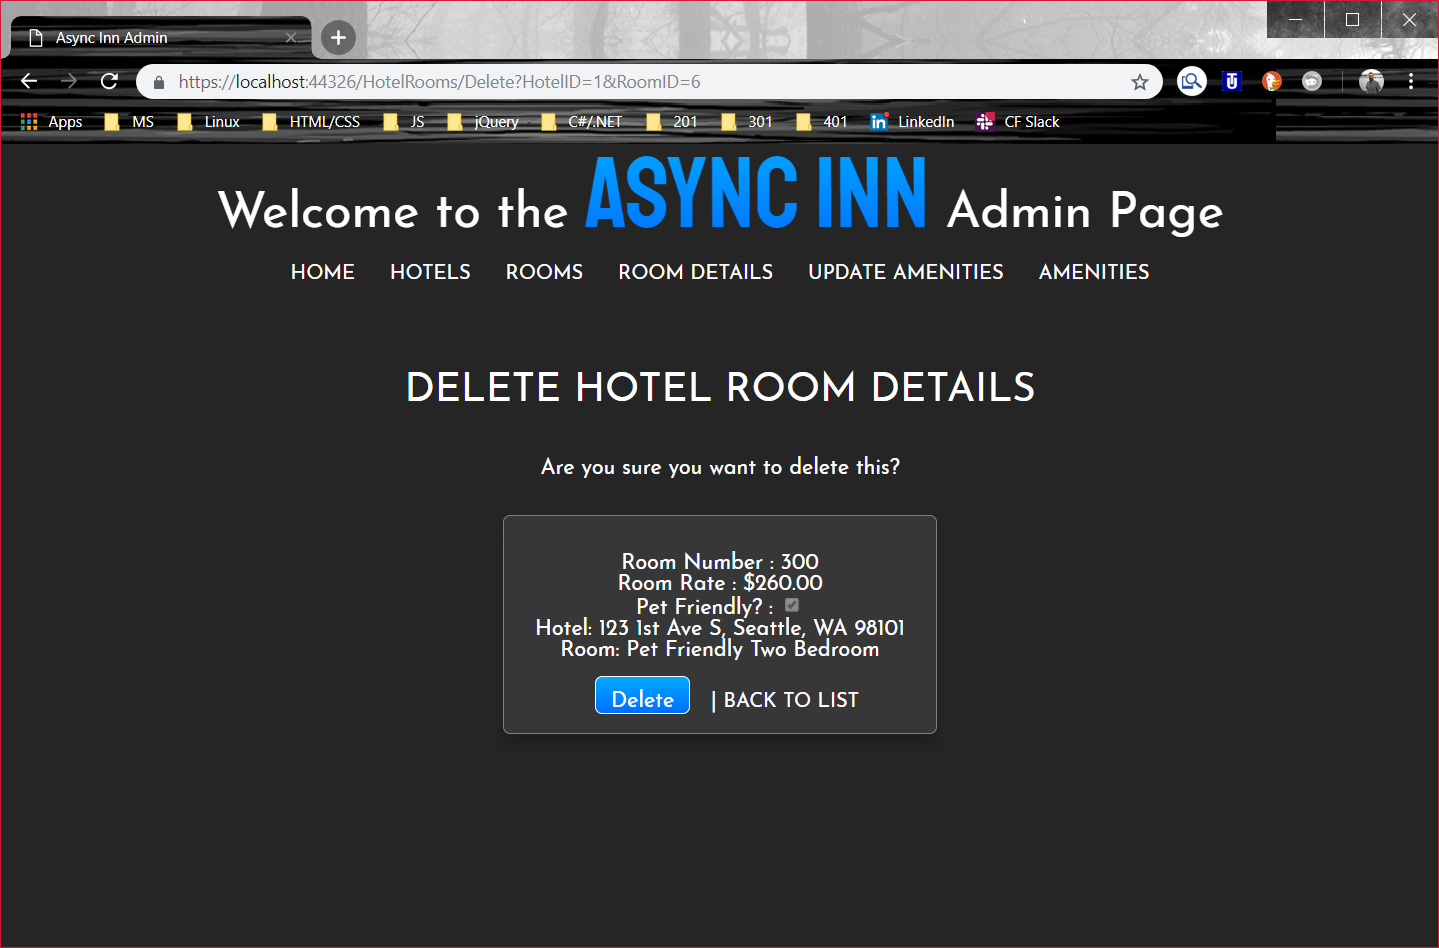 Async Inn Admin
https://localhost:44326/HotelRooms/Delete?HotelID=1&RoomID=6
Apps MS Linux HTML/CSS JS jQuery C#/.NET 201 301 401 LinkedIn CF Slack
Welcome to the ASYNC INN Admin Page
HOME HOTELS ROOMS ROOM DETAILS UPDATE AMENITIES AMENITIES
DELETE HOTEL ROOM DETAILS
Are you sure you want to delete this?
Room Number : 300
Room Rate : $260.00
Pet Friendly? :
Hotel: 123 1st Ave S, Seattle, WA 98101
Room: Pet Friendly Two Bedroom
Delete | BACK TO LIST